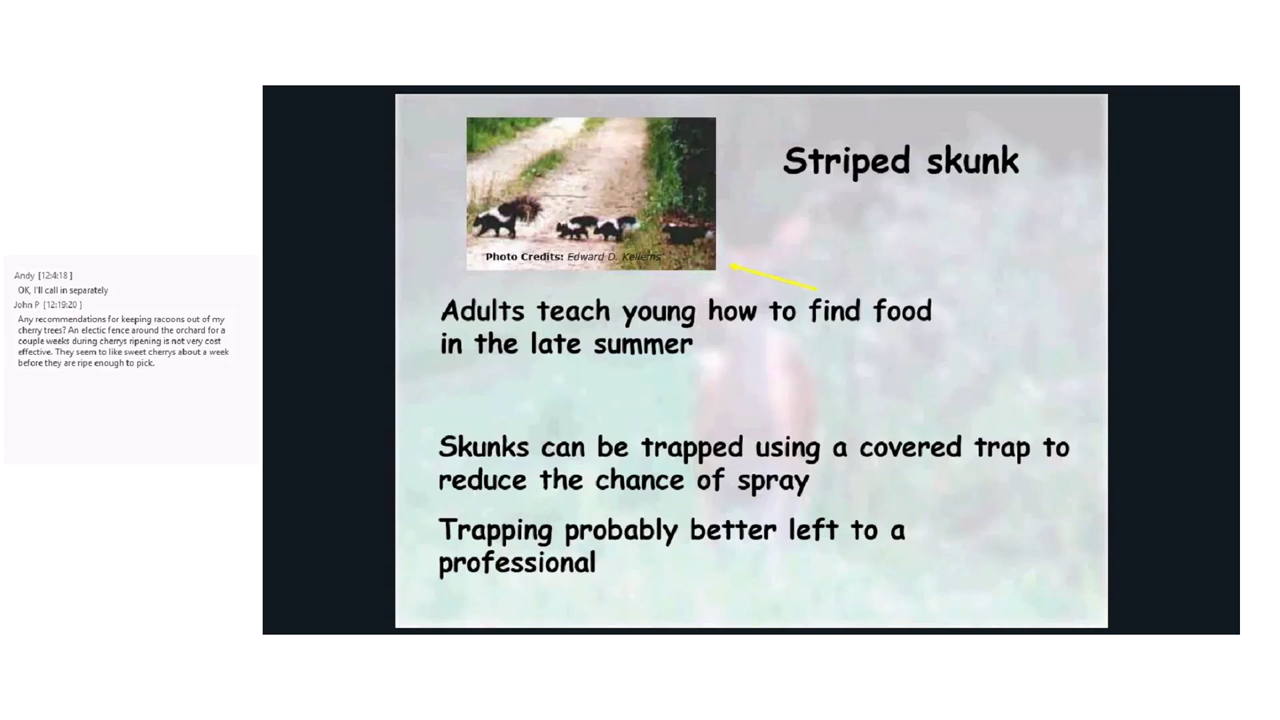 Andy [12:4:18 ]
OK, I'll call in separately
John P [12:19:20 ]
Any recommendations for keeping racoons out of my
cherry trees? An electic fence around the orchard for a
couple weeks during cherrys ripening is not very cost
effective. They seem to like sweet cherrys about a week
before they are ripe enough to pick.
Striped skunk
Photo Credits: Edward D. Kellems
Adults teach young how to find food
in the late summer
Skunks can be trapped using a covered trap to
reduce the chance of spray
Trapping probably better left to a
professional